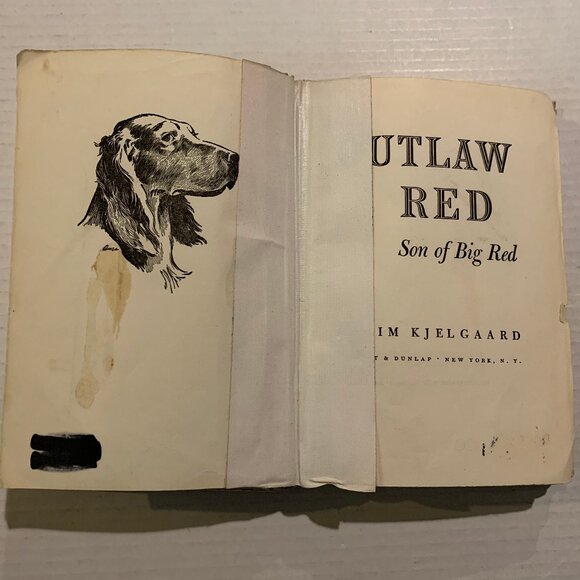 UTLAW
RED
Son of Big Red
IM KJELGAARD
T & DUNLAP · NEW YORK, N. Y.